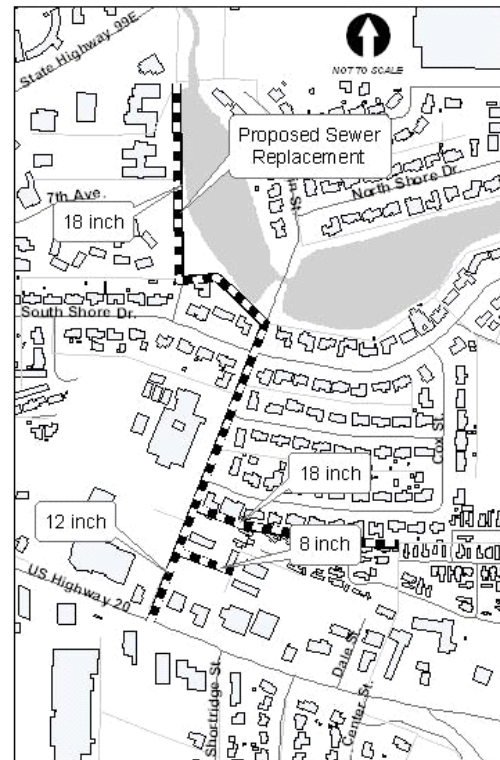 State Highway 99E
NOT TO SCALE
Proposed Sewer
Replacement
North Shore Dr.
7th Ave.
18 inch
South Shore Dr.
Cox St.
18 inch
12 inch
8 inch
US Highway 20
Dale St.
Shortridge St.
Center St.